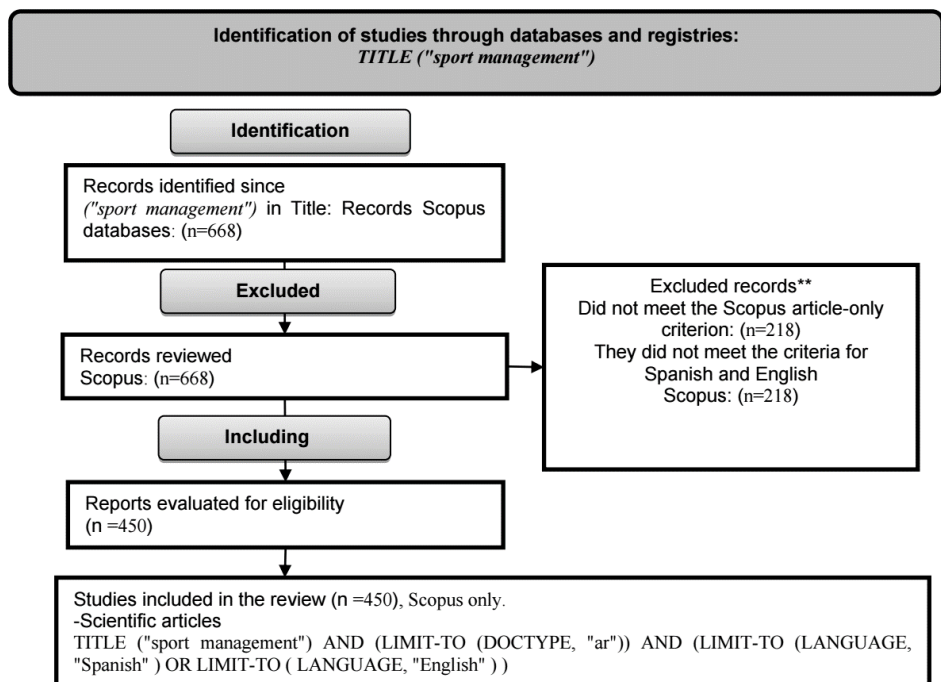 Identification of studies through databases and registries:
TITLE ("sport management")
Identification
Records identified since
("sport management") in Title: Records Scopus
databases: (n=668)
Excluded
Excluded records**
Did not meet the Scopus article-only
criterion: (n=218)
They did not meet the criteria for
Spanish and English
Scopus: (n=218)
Records reviewed
Scopus: (n=668)
Including
Reports evaluated for eligibility
(n =450)
Studies included in the review (n =450), Scopus only.
-Scientific articles
TITLE ("sport management") AND (LIMIT-TO (DOCTYPE, "ar")) AND (LIMIT-TO (LANGUAGE,
"Spanish" ) OR LIMIT-TO ( LANGUAGE, "English" ) )